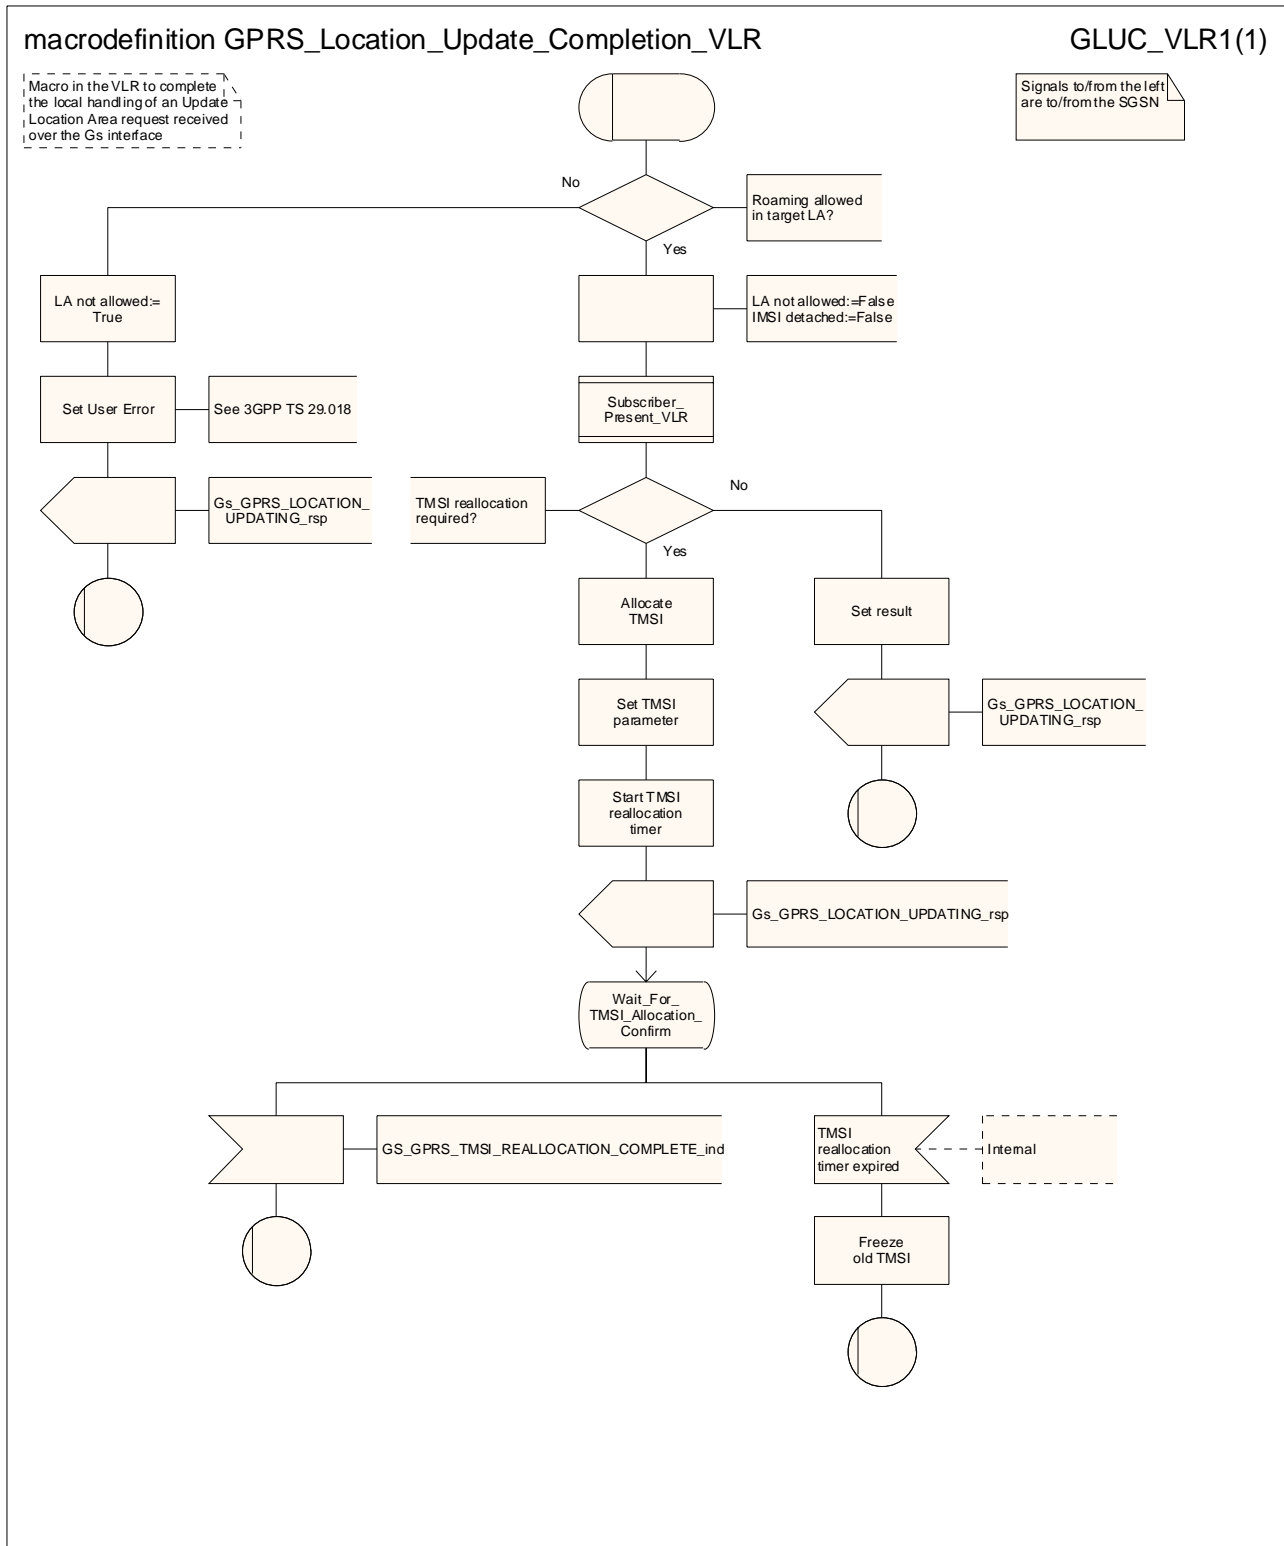 macrodefinition GPRS_Location_Update_Completion_VLR
GLUC_VLR1(1)
Macro in the VLR to complete
the local handling of an Update
Location Area request received
over the Gs interface
Signals to/from the left
are to/from the SGSN
No
Roaming allowed
in target LA?
Yes
LA not allowed:=
True
LA not allowed:=False
IMSI detached:=False
Set User Error
See 3GPP TS 29.018
Subscriber_
Present_VLR
Gs_GPRS_LOCATION_
UPDATING_rsp
TMSI reallocation
required?
No
Yes
Allocate
TMSI
Set result
Set TMSI
parameter
Gs_GPRS_LOCATION_
UPDATING_rsp
Start TMSI
reallocation
timer
Gs_GPRS_LOCATION_UPDATING_rsp
Wait_For_
TMSI_Allocation_
Confirm
GS_GPRS_TMSI_REALLOCATION_COMPLETE_ind
TMSI
reallocation
timer expired
Internal
Freeze
old TMSI